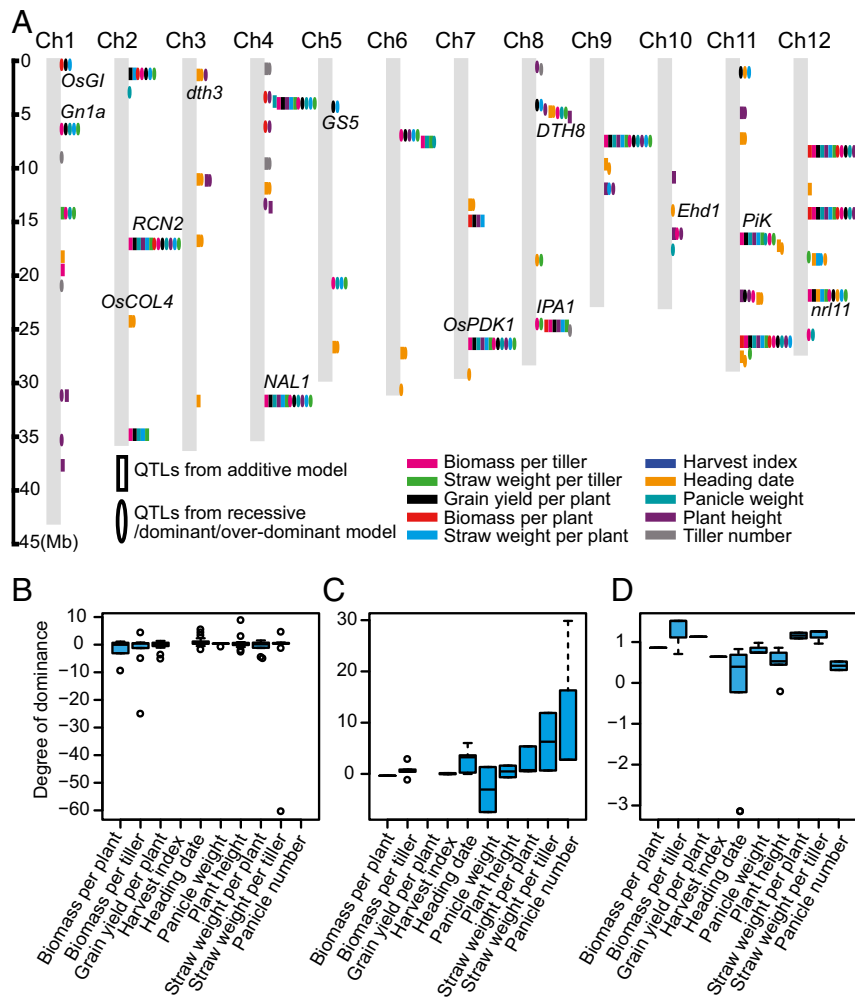 A
Ch1 Ch2 Ch3 Ch4 Ch5 Ch6 Ch7 Ch8 Ch9 Ch10 Ch11 Ch12
0
5
10
15
20
25
30
35
40
45(Mb)
OsGI
Gn1a
RCN2
OsCOL4
dth3
NAL1
GS5
OsPDK1
DTH8
IPA1
Ehd1
PiK
nrl11
QTLs from additive model
QTLs from recessive
/dominant/over-dominant model
Biomass per tiller
Straw weight per tiller
Grain yield per plant
Biomass per plant
Straw weight per plant
Harvest index
Heading date
Panicle weight
Plant height
Tiller number
B
Degree of dominance
10
0
−10
−20
−30
−40
−50
−60
Biomass per plant
Biomass per tiller
Grain yield per plant
Harvest index
Heading date
Panicle weight
Plant height
Straw weight per plant
Straw weight per tiller
Panicle number
C
30
20
10
0
Biomass per plant
Biomass per tiller
Grain yield per plant
Harvest index
Heading date
Panicle weight
Plant height
Straw weight per plant
Straw weight per tiller
Panicle number
D
1
0
−1
−2
−3
Biomass per plant
Biomass per tiller
Grain yield per plant
Harvest index
Heading date
Panicle weight
Plant height
Straw weight per plant
Straw weight per tiller
Panicle number